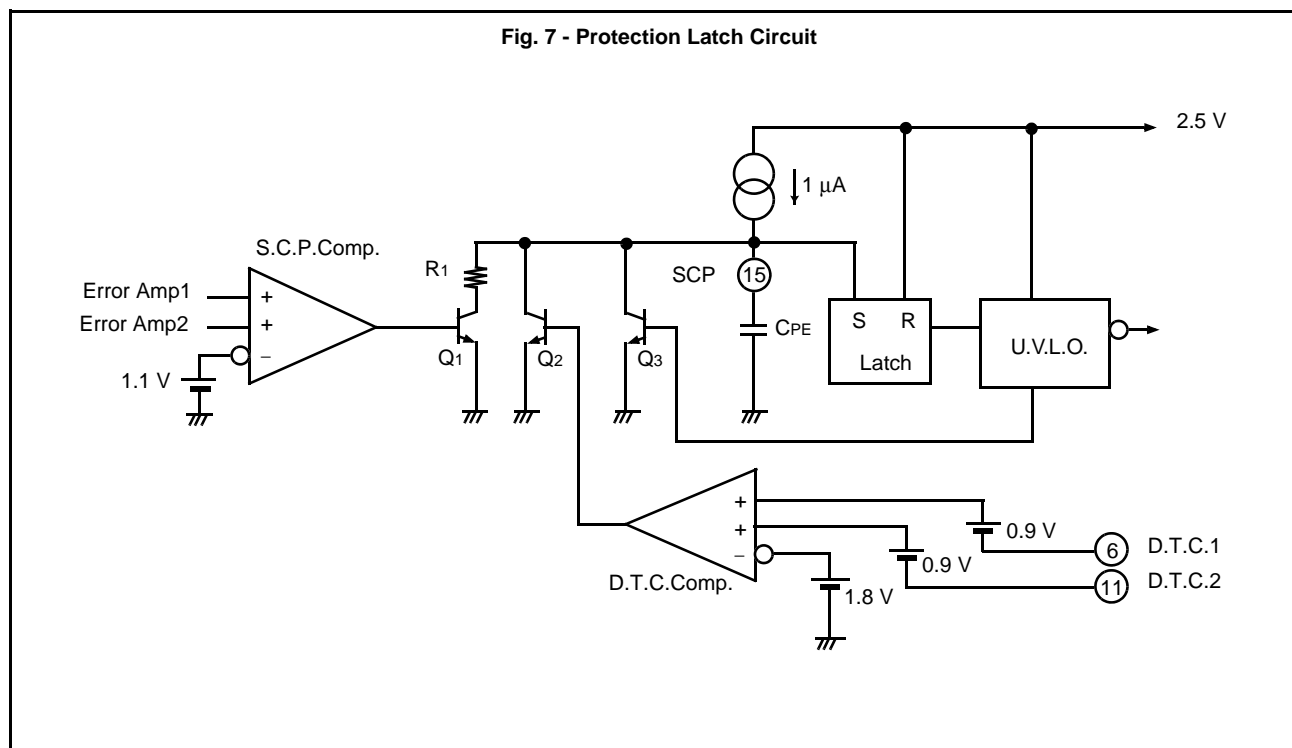 Fig. 7 - Protection Latch Circuit
2.5 V
1 μA
S.C.P.Comp.
R1
SCP
15
Error Amp1
+
Error Amp2
+
−
1.1 V
Q1
Q2
Q3
CPE
S R
Latch
U.V.L.O.
+
+
−
D.T.C.Comp.
1.8 V
0.9 V
0.9 V
6 D.T.C.1
11 D.T.C.2